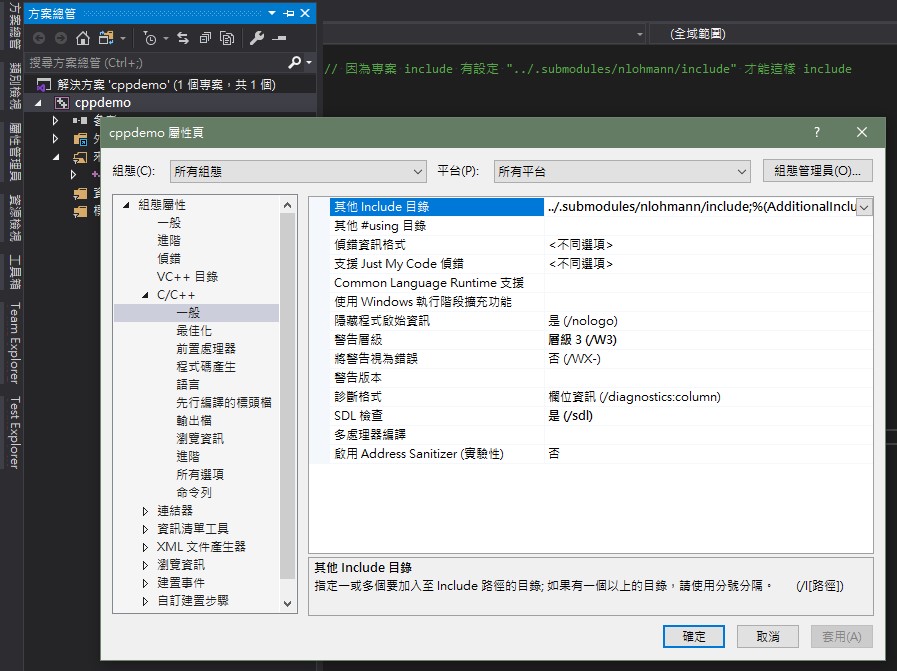 方案總管
搜尋方案總管 (Ctrl+;)
解決方案 'cppdemo' (1 個專案，共 1 個)
cppdemo
方案總管
類別檢視
屬性管理員
資源檢視
工具箱
Team Explorer
Test Explorer
(全域範圍)
// 因為專案 include 有設定 "../.submodules/nlohmann/include" 才能這樣 include
cppdemo 屬性頁
組態(C):
所有組態
平台(P):
所有平台
組態管理員(O)...
組態屬性
一般
進階
偵錯
VC++ 目錄
C/C++
一般
最佳化
前置處理器
程式碼產生
語言
先行編譯的標頭檔
輸出檔
瀏覽資訊
進階
所有選項
命令列
連結器
資訊清單工具
XML 文件產生器
瀏覽資訊
建置事件
自訂建置步驟
其他 Include 目錄 ../.submodules/nlohmann/include;%(AdditionalInclu
其他 #using 目錄
偵錯資訊格式 <不同選項>
支援 Just My Code 偵錯 <不同選項>
Common Language Runtime 支援
使用 Windows 執行階段擴充功能
隱藏程式啟始資訊 是 (/nologo)
警告層級 層級 3 (/W3)
將警告視為錯誤 否 (/WX-)
警告版本
診斷格式 欄位資訊 (/diagnostics:column)
SDL 檢查 是 (/sdl)
多處理器編譯
啟用 Address Sanitizer (實驗性) 否
其他 Include 目錄
指定一或多個要加入至 Include 路徑的目錄; 如果有一個以上的目錄，請使用分號分隔。 (/I[路徑])
確定
取消
套用(A)